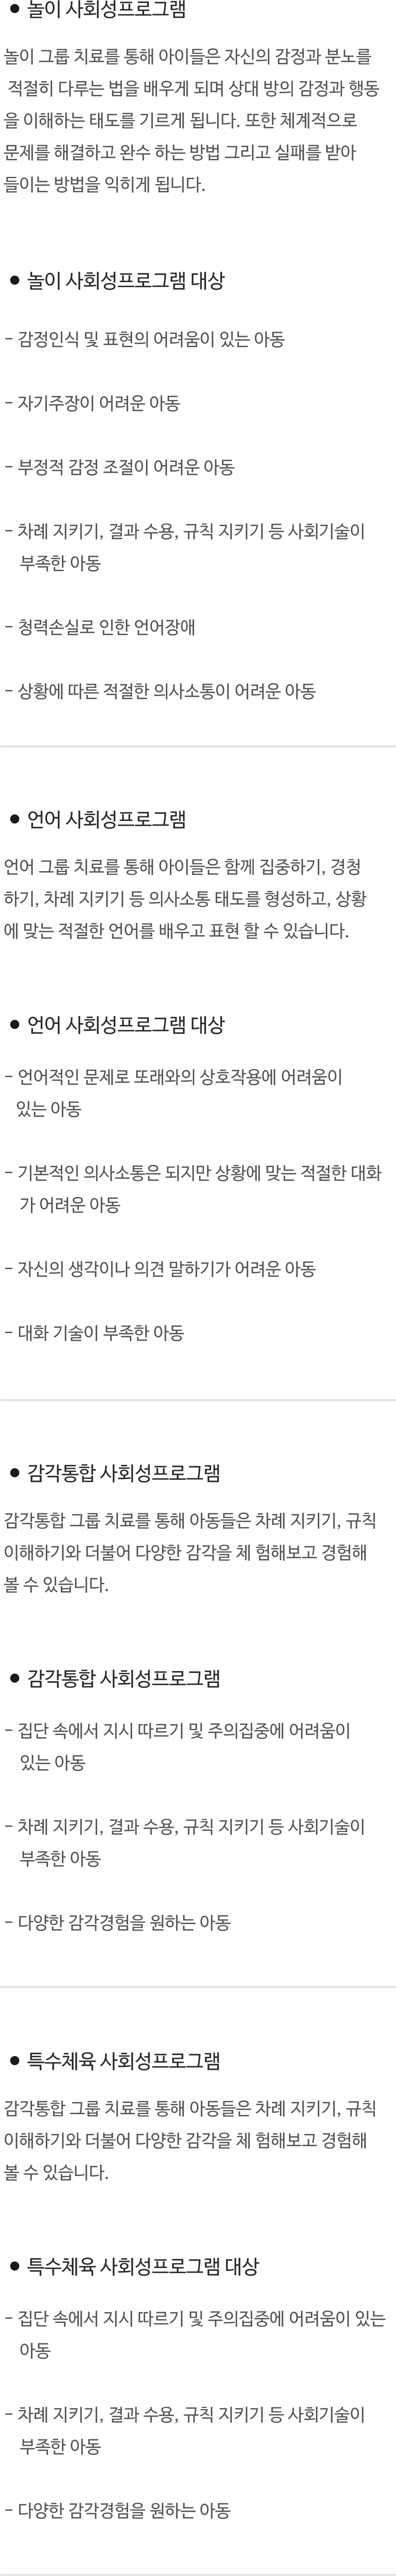 ● 놀이 사회성프로그램
놀이 그룹 치료를 통해 아이들은 자신의 감정과 분노를
적절히 다루는 법을 배우게 되며 상대 방의 감정과 행동
을 이해하는 태도를 기르게 됩니다. 또한 체계적으로
문제를 해결하고 완수 하는 방법 그리고 실패를 받아
들이는 방법을 익히게 됩니다.
● 놀이 사회성프로그램 대상
- 감정인식 및 표현의 어려움이 있는 아동
- 자기주장이 어려운 아동
- 부정적 감정 조절이 어려운 아동
- 차례 지키기, 결과 수용, 규칙 지키기 등 사회기술이
부족한 아동
- 청력손실로 인한 언어장애
- 상황에 따른 적절한 의사소통이 어려운 아동
● 언어 사회성프로그램
언어 그룹 치료를 통해 아이들은 함께 집중하기, 경청
하기, 차례 지키기 등 의사소통 태도를 형성하고, 상황
에 맞는 적절한 언어를 배우고 표현 할 수 있습니다.
● 언어 사회성프로그램 대상
- 언어적인 문제로 또래와의 상호작용에 어려움이
있는 아동
- 기본적인 의사소통은 되지만 상황에 맞는 적절한 대화
가 어려운 아동
- 자신의 생각이나 의견 말하기가 어려운 아동
- 대화 기술이 부족한 아동
● 감각통합 사회성프로그램
감각통합 그룹 치료를 통해 아동들은 차례 지키기, 규칙
이해하기와 더불어 다양한 감각을 체 험해보고 경험해
볼 수 있습니다.
● 감각통합 사회성프로그램
- 집단 속에서 지시 따르기 및 주의집중에 어려움이
있는 아동
- 차례 지키기, 결과 수용, 규칙 지키기 등 사회기술이
부족한 아동
- 다양한 감각경험을 원하는 아동
● 특수체육 사회성프로그램
감각통합 그룹 치료를 통해 아동들은 차례 지키기, 규칙
이해하기와 더불어 다양한 감각을 체 험해보고 경험해
볼 수 있습니다.
● 특수체육 사회성프로그램 대상
- 집단 속에서 지시 따르기 및 주의집중에 어려움이 있는
아동
- 차례 지키기, 결과 수용, 규칙 지키기 등 사회기술이
부족한 아동
- 다양한 감각경험을 원하는 아동